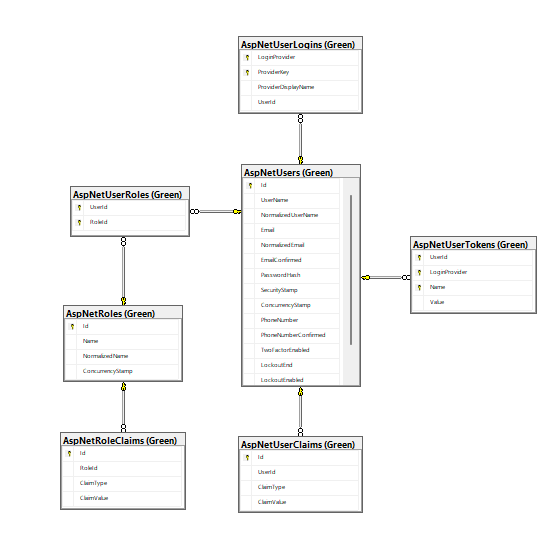 AspNetUserLogins (Green)
LoginProvider
ProviderKey
ProviderDisplayName
UserId
AspNetUsers (Green)
Id
UserName
NormalizedUserName
Email
NormalizedEmail
EmailConfirmed
PasswordHash
SecurityStamp
ConcurrencyStamp
PhoneNumber
PhoneNumberConfirmed
TwoFactorEnabled
LockoutEnd
LockoutEnabled
AspNetUserRoles (Green)
UserId
RoleId
AspNetUserTokens (Green)
UserId
LoginProvider
Name
Value
AspNetRoles (Green)
Id
Name
NormalizedName
ConcurrencyStamp
AspNetRoleClaims (Green)
Id
RoleId
ClaimType
ClaimValue
AspNetUserClaims (Green)
Id
UserId
ClaimType
ClaimValue